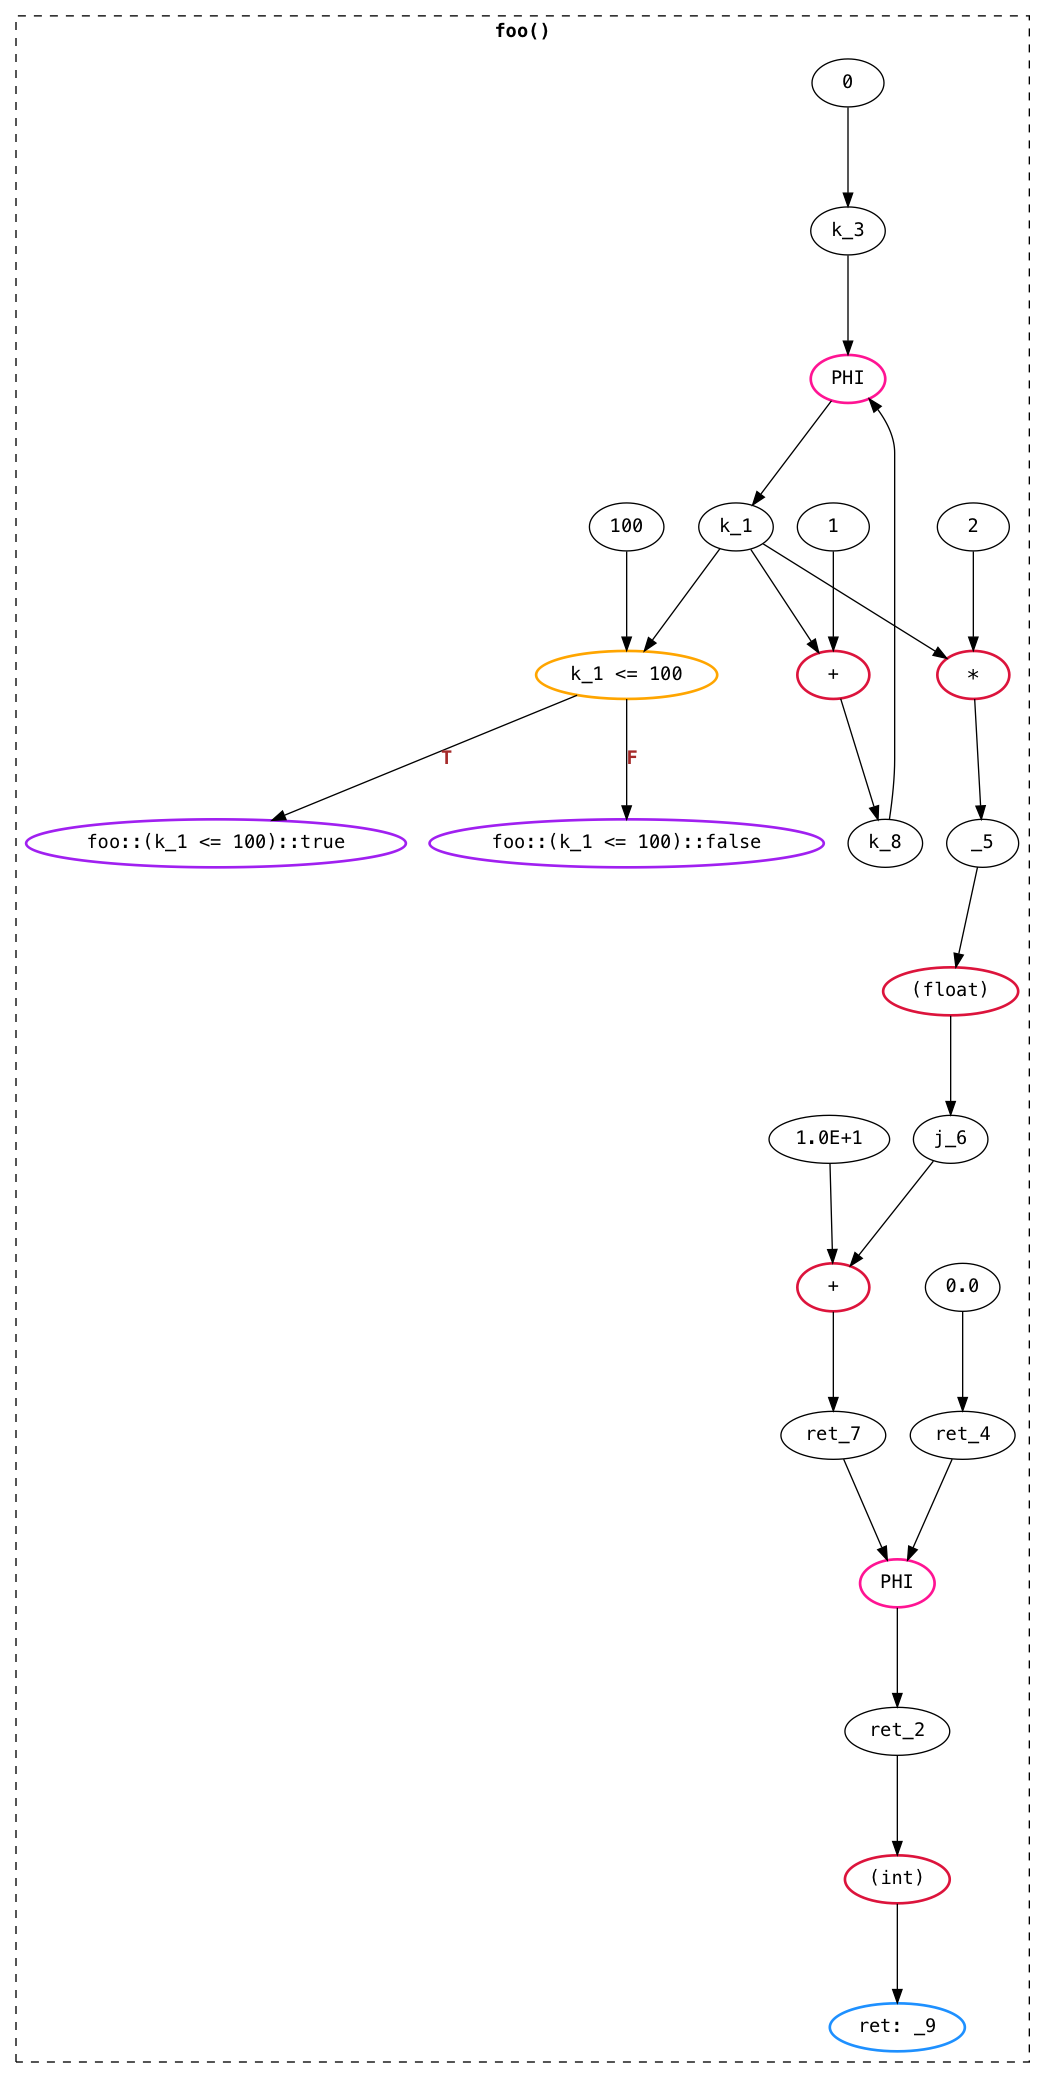 foo()
0
k_3
PHI
100
k_1
1
2
k_1 <= 100
+
*
T
F
foo::(k_1 <= 100)::true
foo::(k_1 <= 100)::false
k_8
_5
(float)
1.0E+1
j_6
+
0.0
ret_7
ret_4
PHI
ret_2
(int)
ret: _9